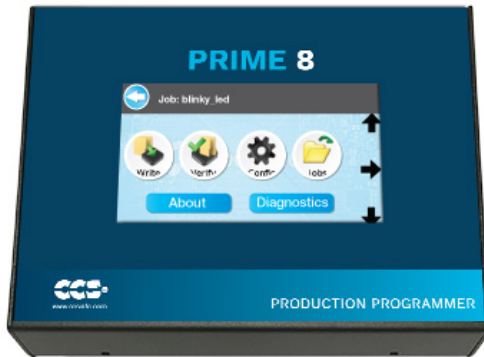 PRIME 8
Job: blinky_led
Write Verify Config Jobs
About Diagnostics
CCS
www.ccsinfo.com
PRODUCTION PROGRAMMER